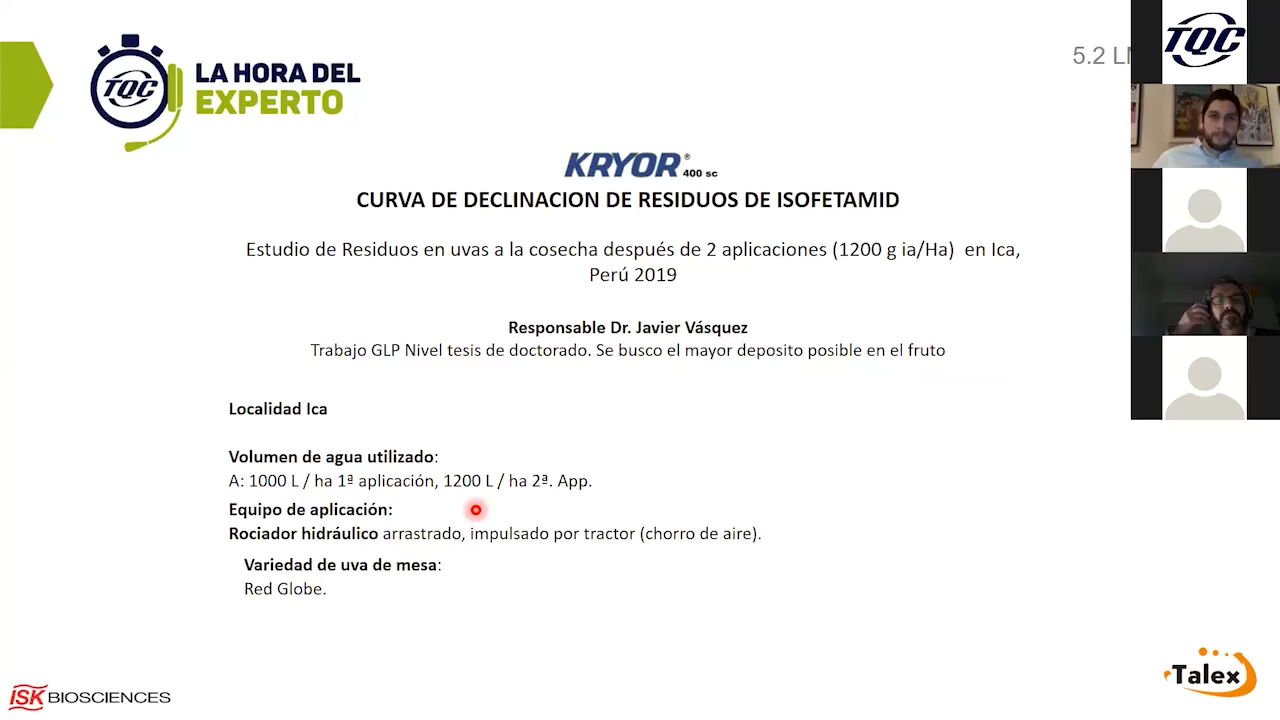 TQC
LA HORA DEL
EXPERTO
5.2
TQC
KRYOR® 400 sc
CURVA DE DECLINACION DE RESIDUOS DE ISOFETAMID
Estudio de Residuos en uvas a la cosecha después de 2 aplicaciones (1200 g ia/Ha) en Ica,
Perú 2019
Responsable Dr. Javier Vásquez
Trabajo GLP Nivel tesis de doctorado. Se busco el mayor deposito posible en el fruto
Localidad Ica
Volumen de agua utilizado:
A: 1000 L / ha 1ª aplicación, 1200 L / ha 2ª. App.
Equipo de aplicación:
Rociador hidráulico arrastrado, impulsado por tractor (chorro de aire).
Variedad de uva de mesa:
Red Globe.
ISK BIOSCIENCES
Talex